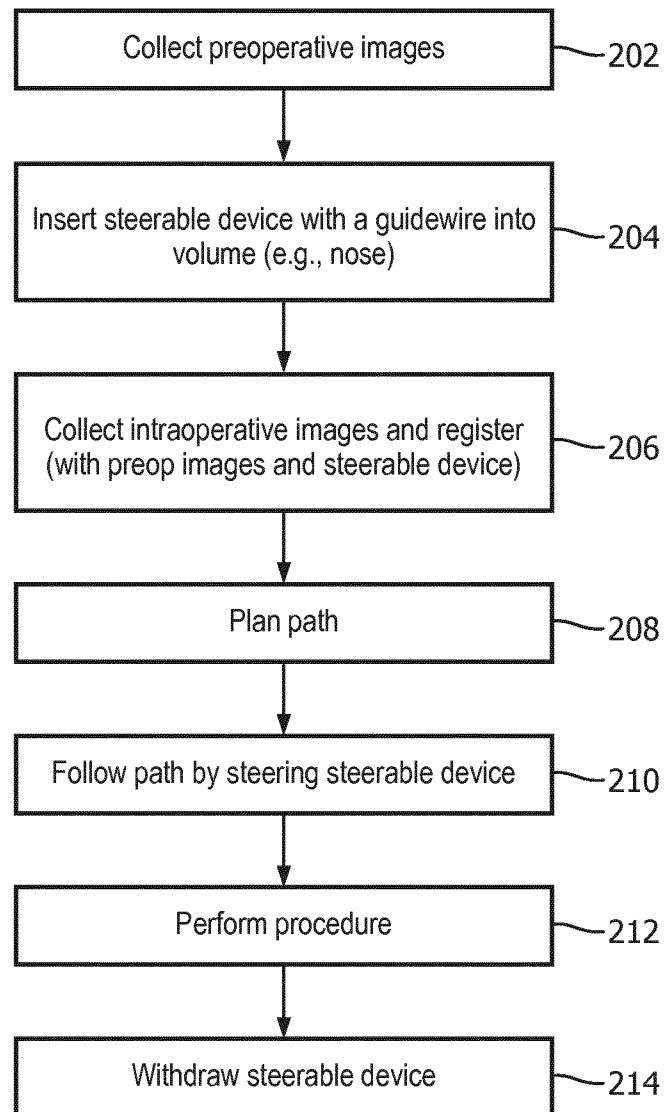 Collect preoperative images
202
Insert steerable device with a guidewire into
volume (e.g., nose)
204
Collect intraoperative images and register
(with preop images and steerable device)
206
Plan path
208
Follow path by steering steerable device
210
Perform procedure
212
Withdraw steerable device
214